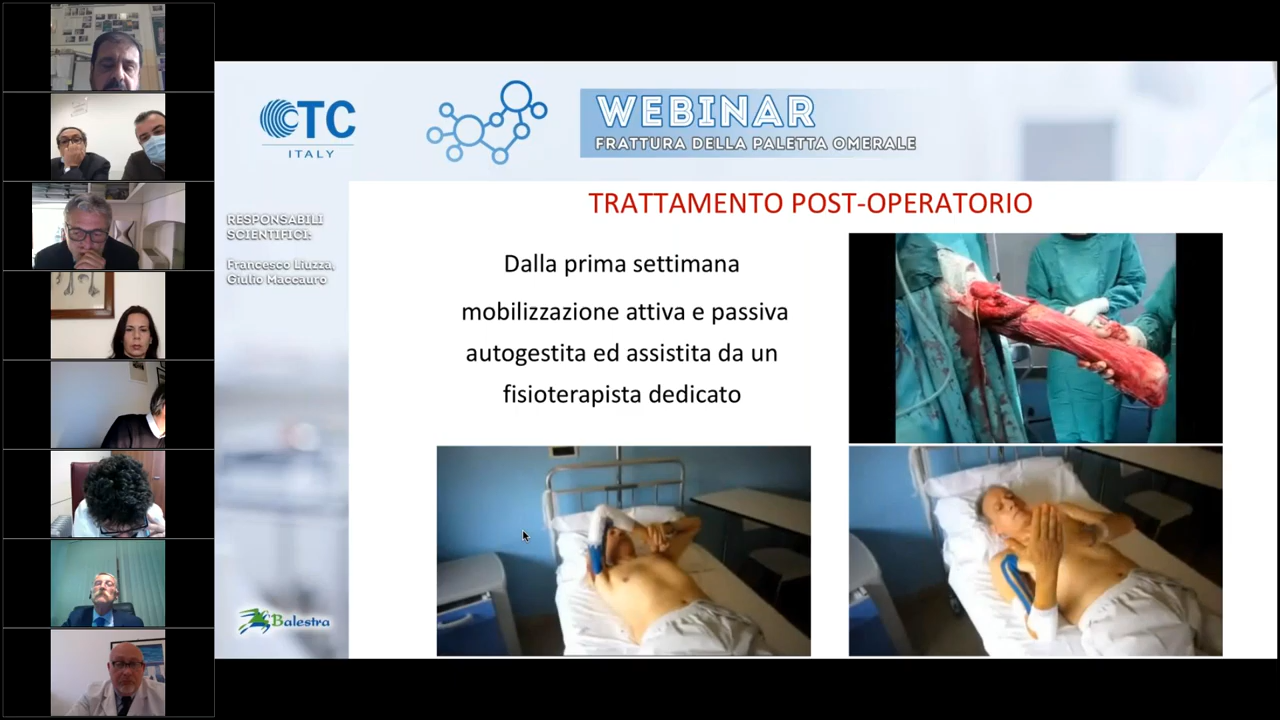 CTC
ITALY
WEBINAR
FRATTURA DELLA PALETTA OMERALE
RESPONSABILI
SCIENTIFICI:
Francesco Liuzza,
Giulio Maccauro
TRATTAMENTO POST-OPERATORIO
Dalla prima settimana
mobilizzazione attiva e passiva
autogestita ed assistita da un
fisioterapista dedicato
Balestra